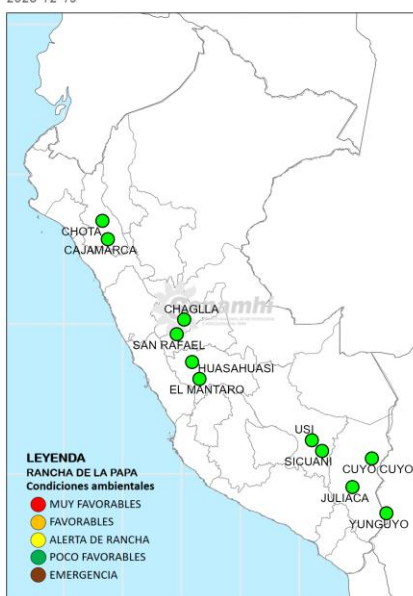 CHOTA
CAJAMARCA
Senamhi
CHAGLLA
SAN RAFAEL
HUASAHUASI
EL MANTARO
USI
SICUANI
CUYO CUYO
JULIACA
YUNGUYO
LEYENDA
RANCHA DE LA PAPA
Condiciones ambientales
MUY FAVORABLES
FAVORABLES
ALERTA DE RANCHA
POCO FAVORABLES
EMERGENCIA